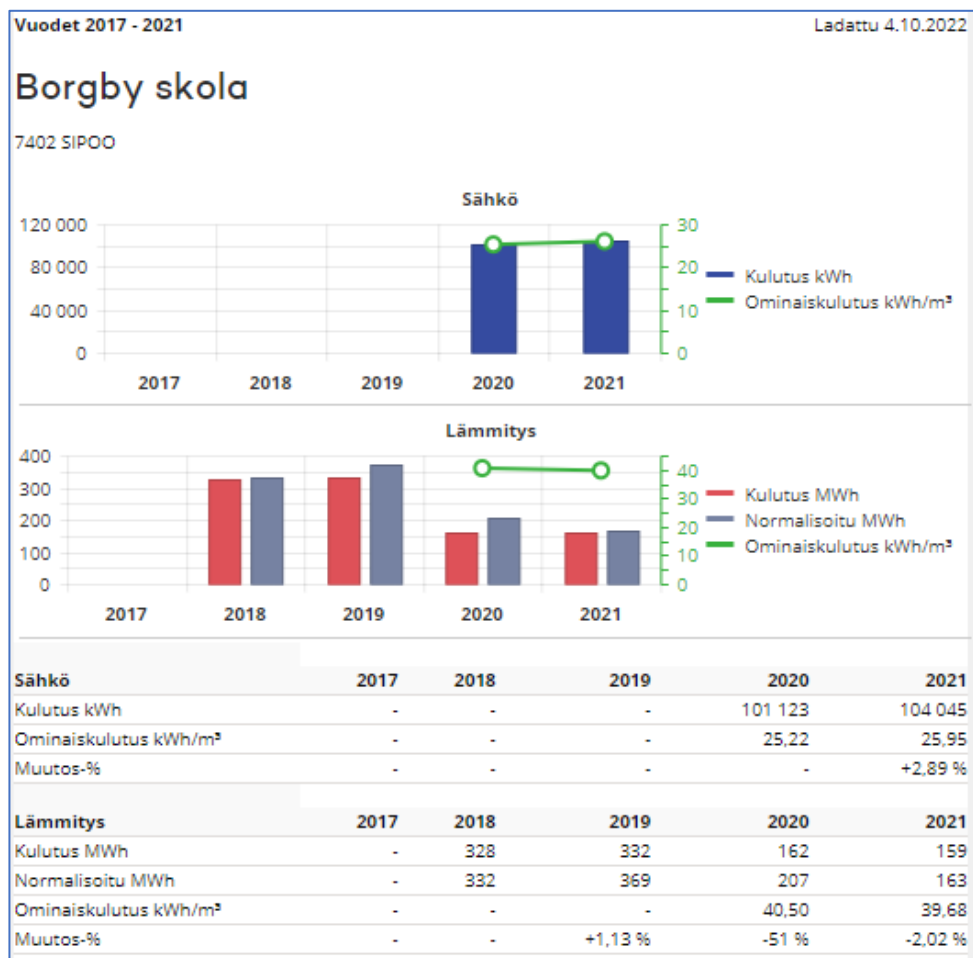 Vuodet 2017 - 2021 Ladattu 4.10.2022
Borgby skola
7402 SIPOO
Sähkö
120 000 30
80 000 20
40 000 10
0 0
Kulutus kWh
Ominaiskulutus kWh/m³
2017 2018 2019 2020 2021
Lämmitys
400 40
300 30
200 20
100 10
0 0
Kulutus MWh
Normalisoitu MWh
Ominaiskulutus kWh/m³
2017 2018 2019 2020 2021
Sähkö 2017 2018 2019 2020 2021
Kulutus kWh - - - 101 123 104 045
Ominaiskulutus kWh/m³ - - - 25,22 25,95
Muutos-% - - - - +2,89 %
Lämmitys 2017 2018 2019 2020 2021
Kulutus MWh - 328 332 162 159
Normalisoitu MWh - 332 369 207 163
Ominaiskulutus kWh/m³ - - - 40,50 39,68
Muutos-% - - +1,13 % -51 % -2,02 %